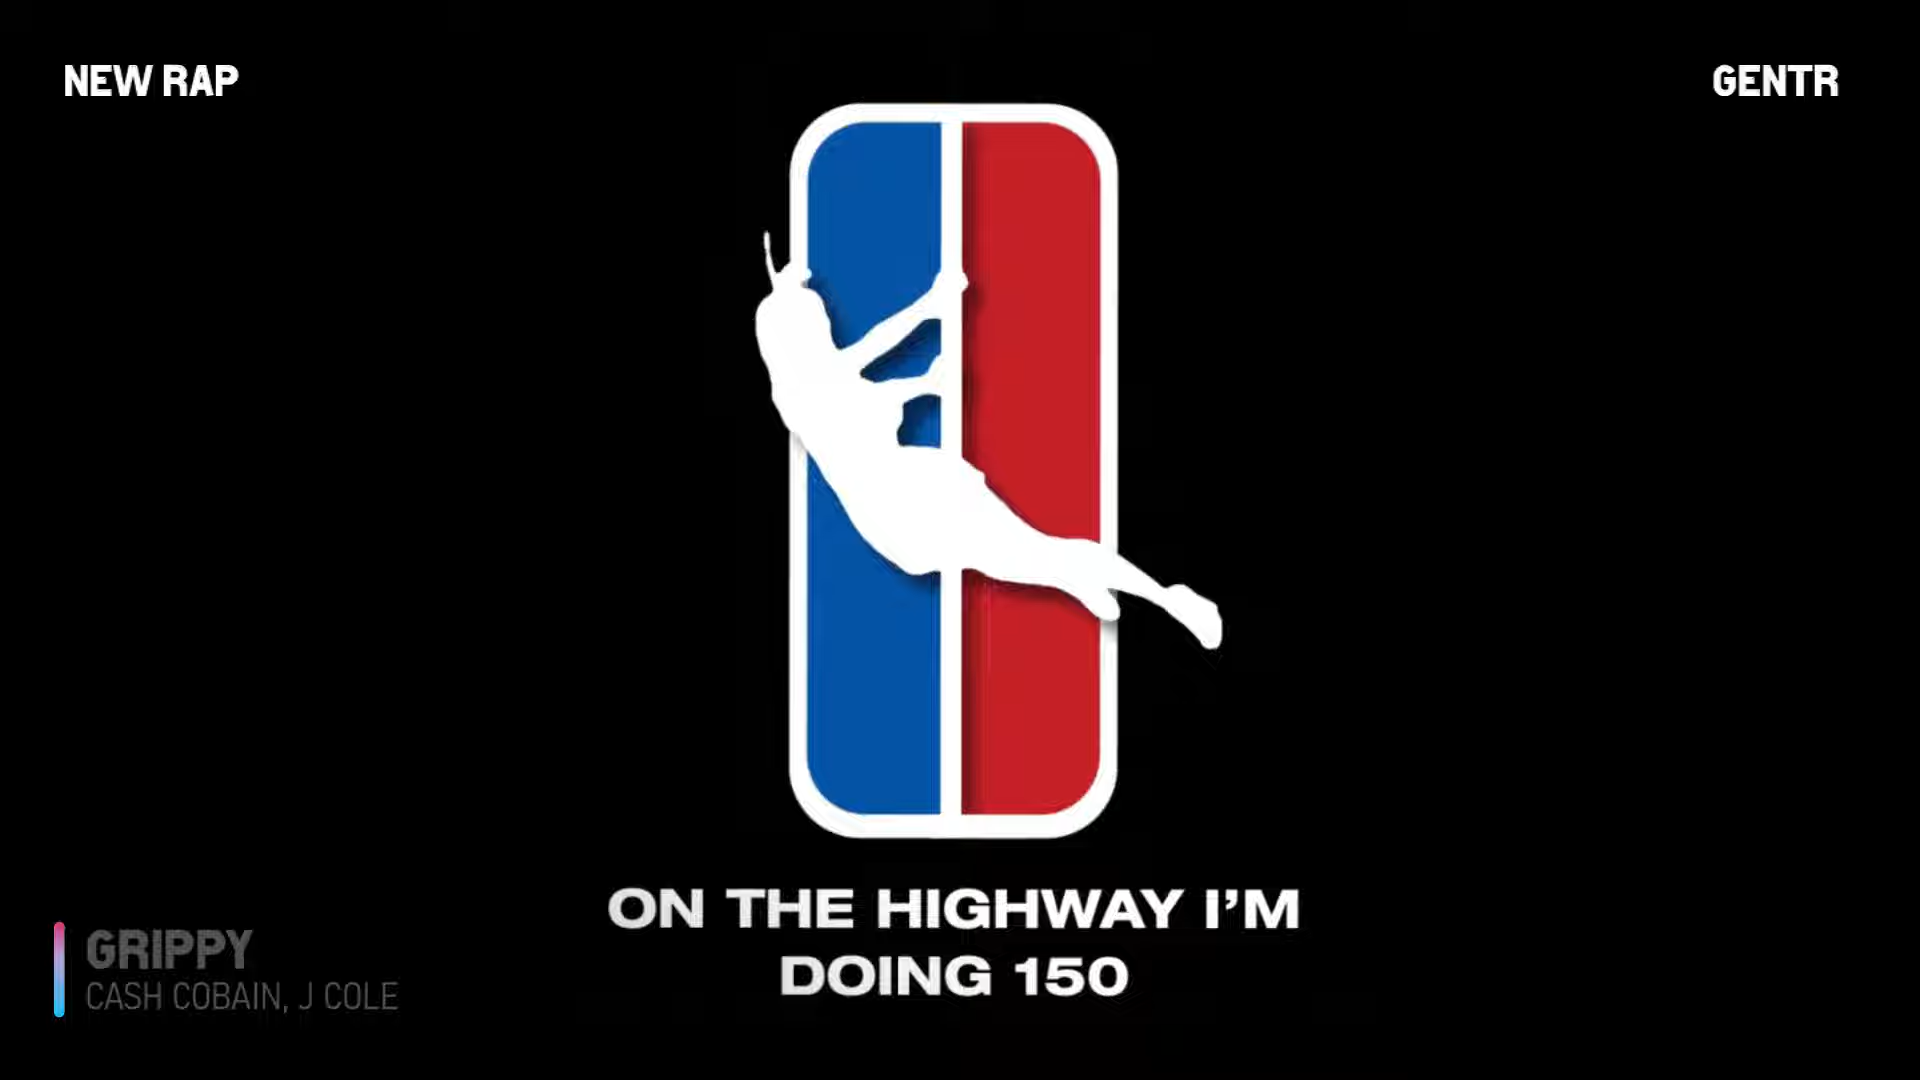 NEW RAP
GENTR
ON THE HIGHWAY I'M
DOING 150
GRIPPY
CASH COBAIN, J COLE